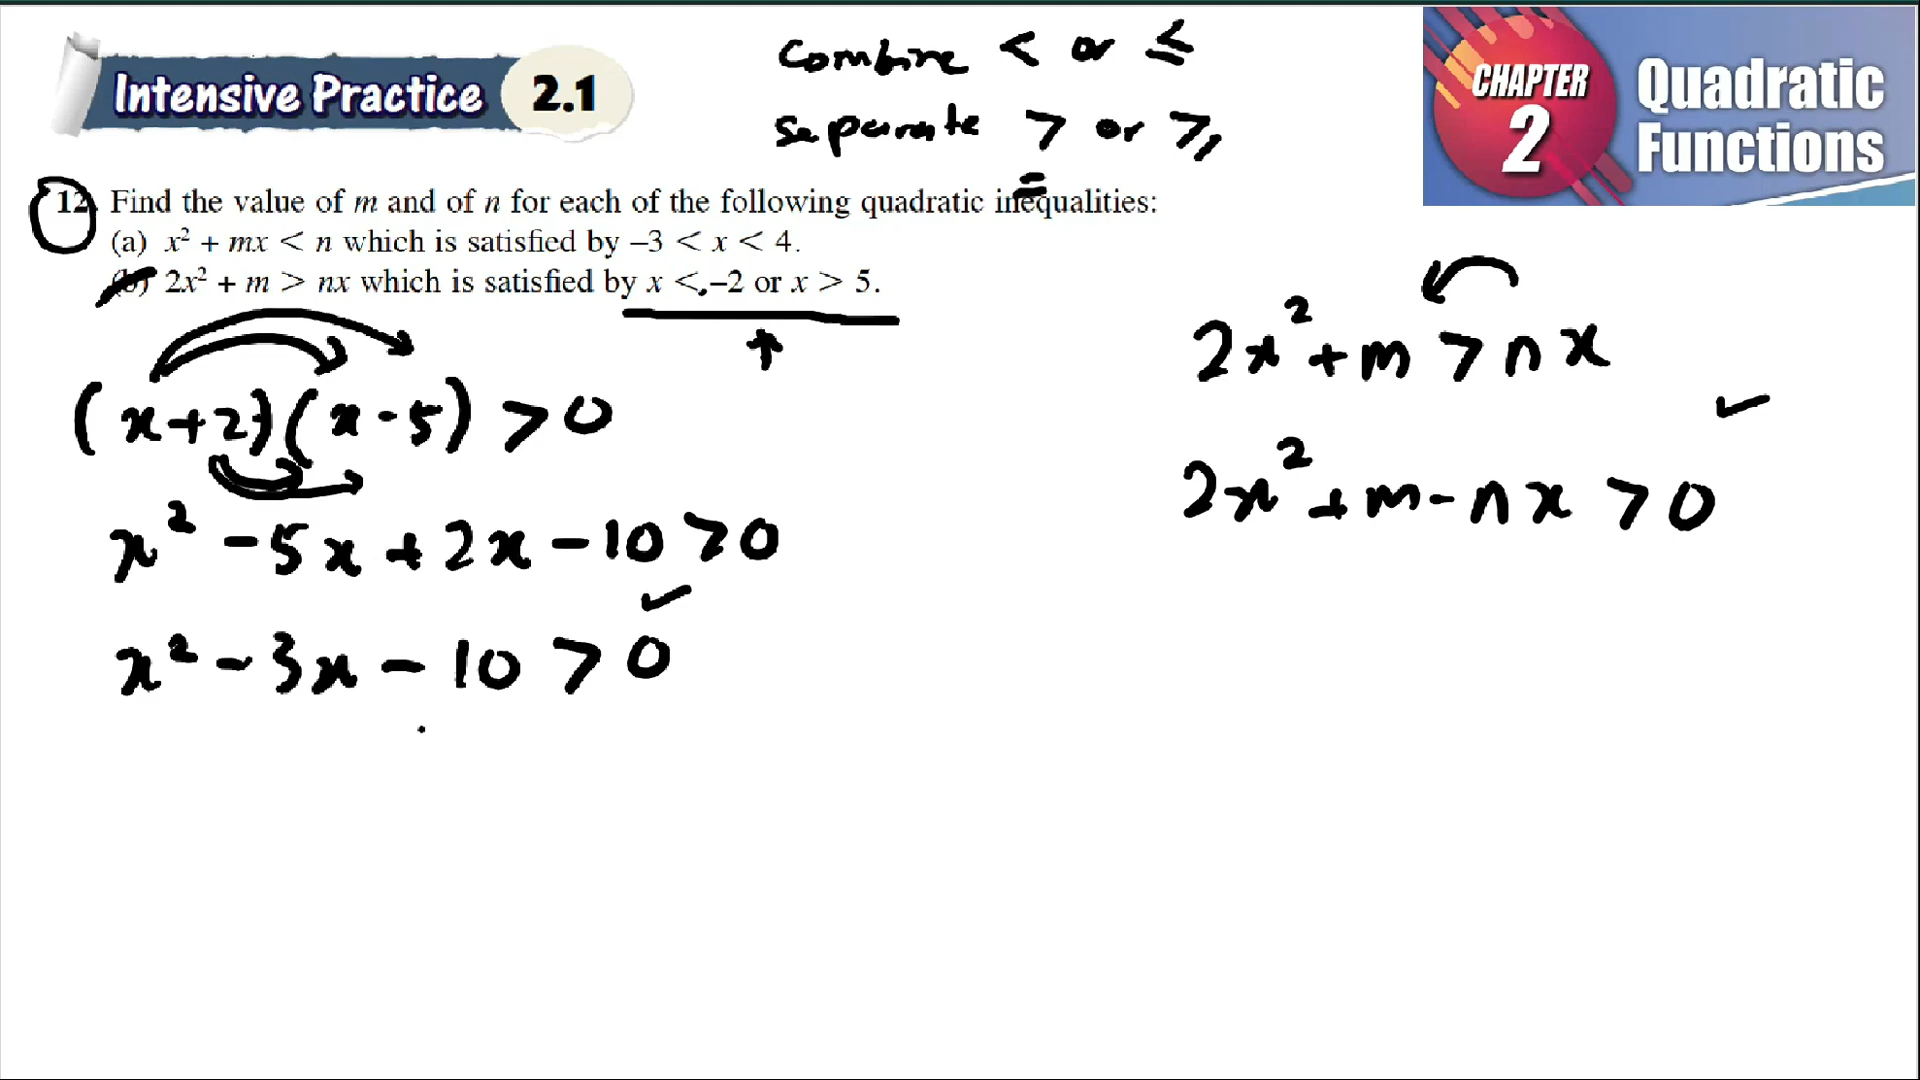 Intensive Practice 2.1
combine < or ≤
separate > or ≥
CHAPTER 2
Quadratic Functions
12. Find the value of m and of n for each of the following quadratic inequalities:
(a) x² + mx < n which is satisfied by –3 < x < 4.
(b) 2x² + m > nx which is satisfied by x < –2 or x > 5.
(x+2)(x-5) > 0
x² - 5x + 2x - 10 > 0
x² - 3x - 10 > 0
2x² + m > nx
2x² + m - nx > 0